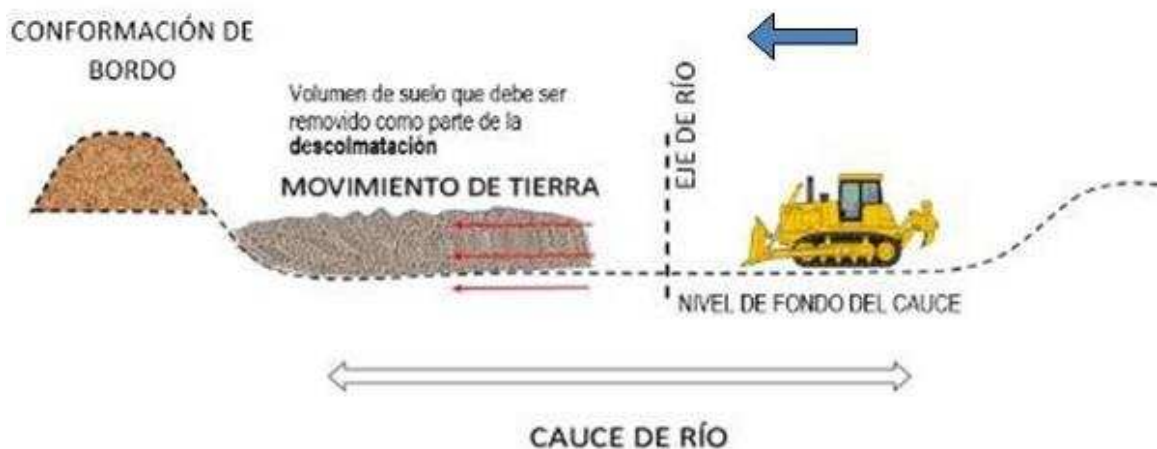 CONFORMACIÓN DE
BORDO
Volumen de suelo que debe ser
removido como parte de la
descolmatación
MOVIMIENTO DE TIERRA
EJE DE RÍO
NIVEL DE FONDO DEL CAUCE
CAUCE DE RÍO